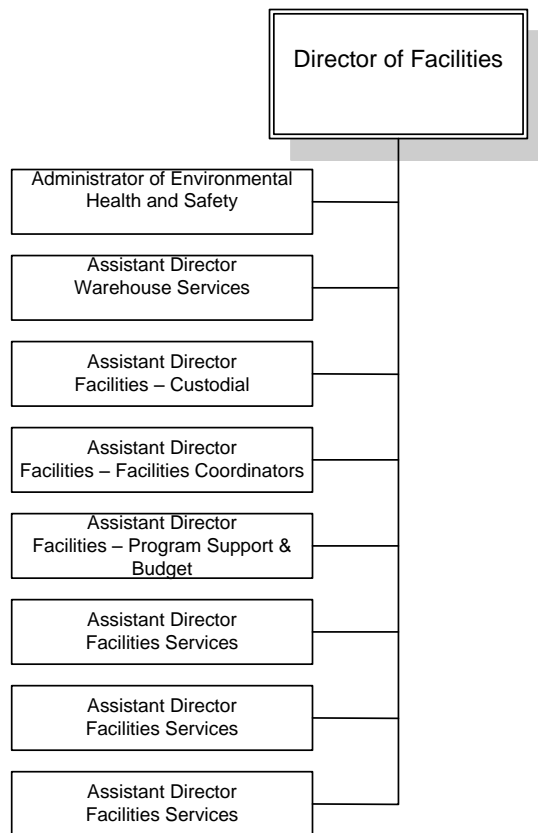 Director of Facilities
Administrator of Environmental
Health and Safety
Assistant Director
Warehouse Services
Assistant Director
Facilities – Custodial
Assistant Director
Facilities – Facilities Coordinators
Assistant Director
Facilities – Program Support &
Budget
Assistant Director
Facilities Services
Assistant Director
Facilities Services
Assistant Director
Facilities Services